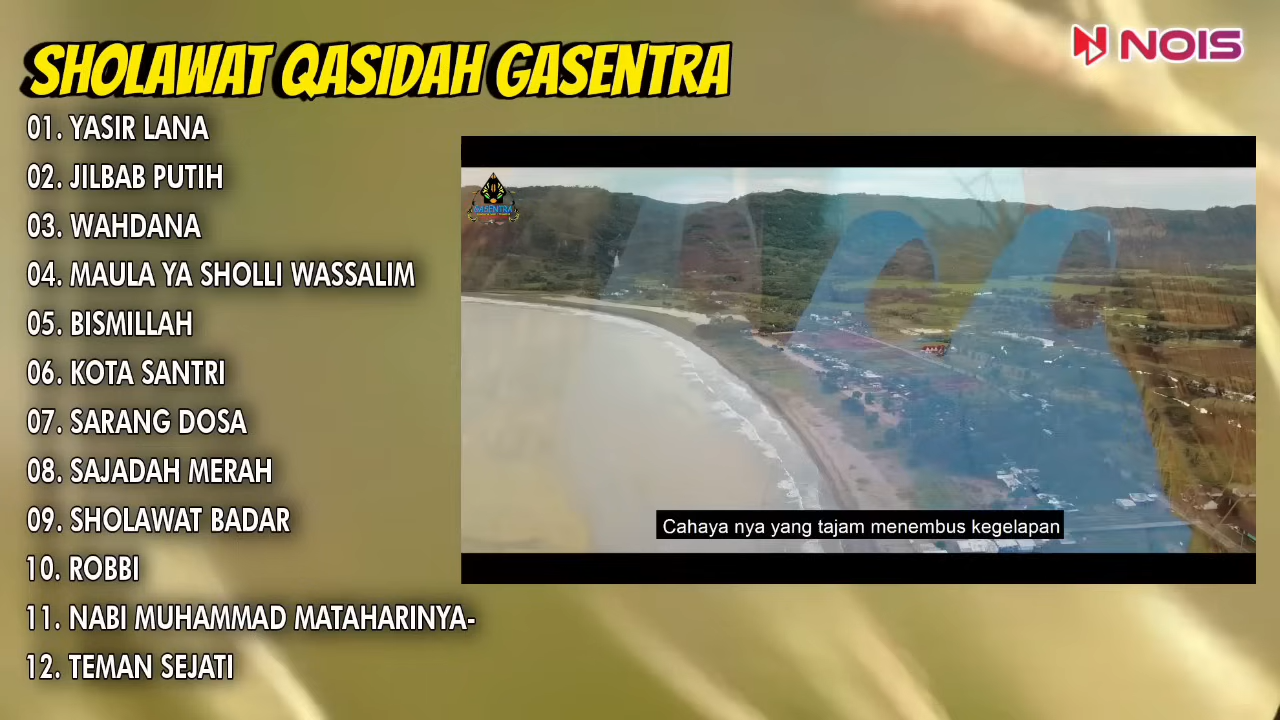 SHOLAWAT QASIDAH GASENTRA
NOIS
01. YASIR LANA
02. JILBAB PUTIH
03. WAHDANA
04. MAULA YA SHOLLI WASSALIM
05. BISMILLAH
06. KOTA SANTRI
07. SARANG DOSA
08. SAJADAH MERAH
09. SHOLAWAT BADAR
10. ROBBI
11. NABI MUHAMMAD MATAHARINYA-
12. TEMAN SEJATI
GASENTRA
Cahaya nya yang tajam menembus kegelapan